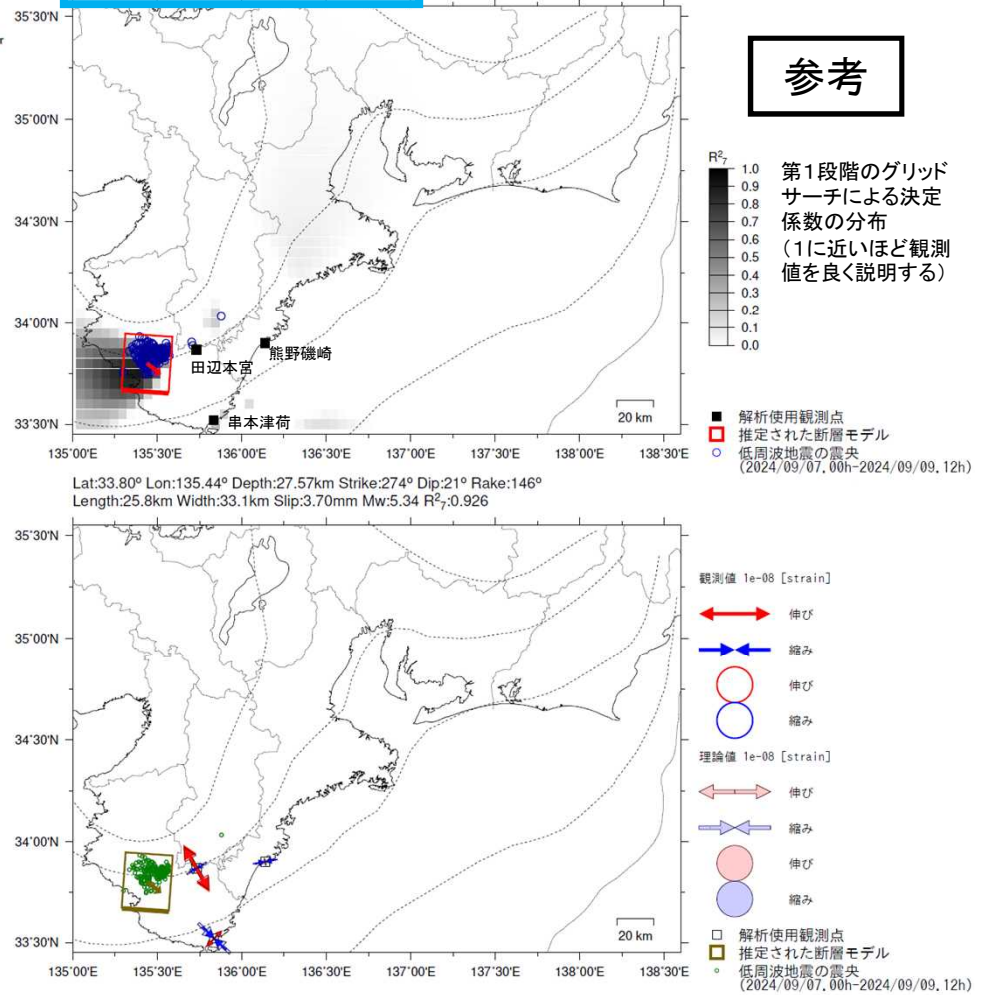 35°30'N
r
参考
35°00'N
R²₇
1.0
0.9
0.8
0.7
0.6
0.5
0.4
0.3
0.2
0.1
0.0
第1段階のグリッド
サーチによる決定
係数の分布
(1に近いほど観測
値を良く説明する)
34°30'N
34°00'N
熊野磯崎
田辺本宮
串本津荷
33°30'N
20 km
135°00'E 135°30'E 136°00'E 136°30'E 137°00'E 137°30'E 138°00'E 138°30'E
解析使用観測点
推定された断層モデル
低周波地震の震央
(2024/09/07.00h-2024/09/09.12h)
Lat:33.80º Lon:135.44º Depth:27.57km Strike:274º Dip:21º Rake:146º
Length:25.8km Width:33.1km Slip:3.70mm Mw:5.34 R²₇:0.926
35°30'N
35°00'N
34°30'N
34°00'N
33°30'N
20 km
135°00'E 135°30'E 136°00'E 136°30'E 137°00'E 137°30'E 138°00'E 138°30'E
観測値 1e-08 [strain]
伸び
縮み
伸び
縮み
理論値 1e-08 [strain]
伸び
縮み
伸び
縮み
解析使用観測点
推定された断層モデル
低周波地震の震央
(2024/09/07.00h-2024/09/09.12h)